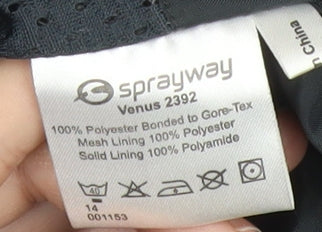 sprayway
Venus 2392
100% Polyester Bonded to Gore-Tex
Mesh Lining 100% Polyester
Solid Lining 100% Polyamide
40
14
001153
China